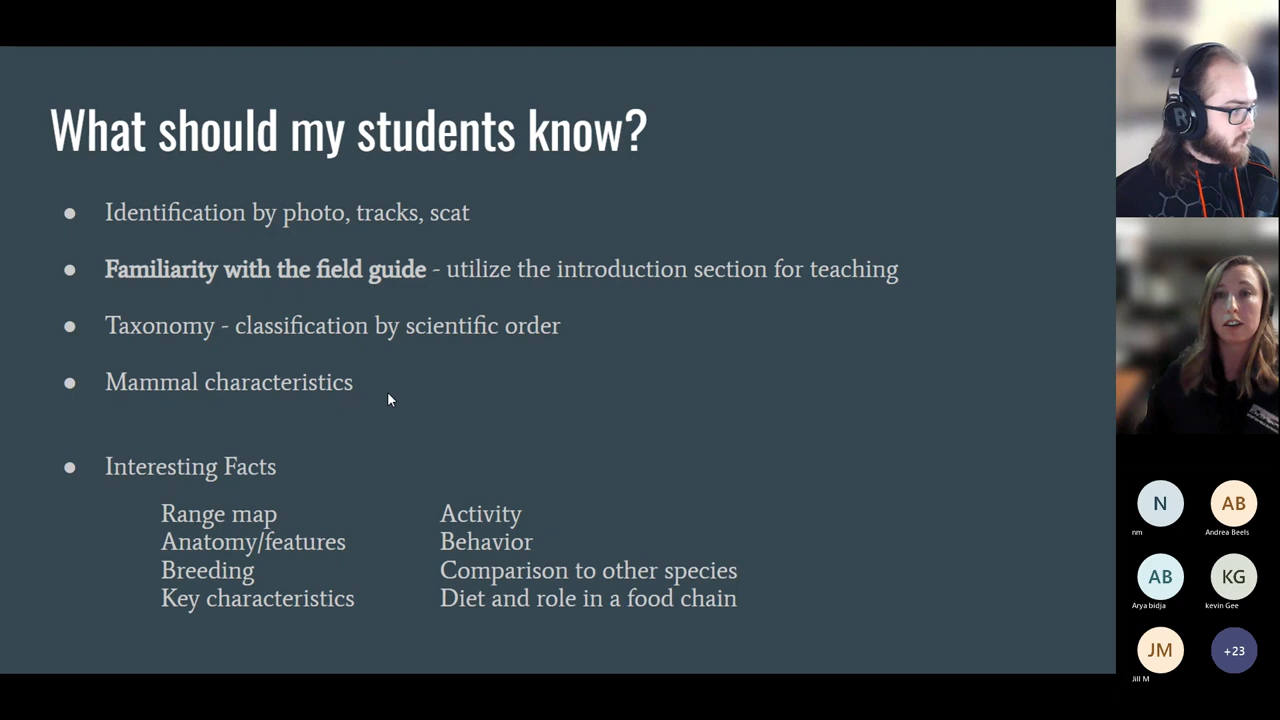 What should my students know?
● Identification by photo, tracks, scat
● Familiarity with the field guide - utilize the introduction section for teaching
● Taxonomy - classification by scientific order
● Mammal characteristics
● Interesting Facts
Range map
Anatomy/features
Breeding
Key characteristics
Activity
Behavior
Comparison to other species
Diet and role in a food chain
R
N
nm
AB
Andrea Beels
AB
Arya bidja
KG
kevin Gee
JM
Jill M
+23